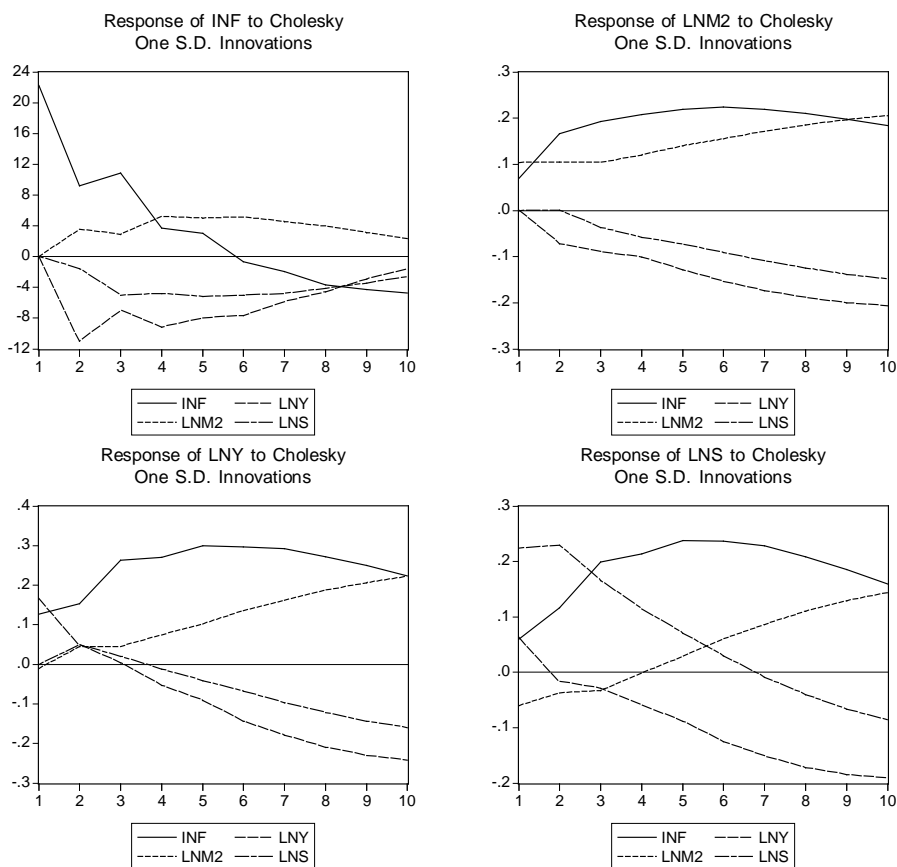 Response of INF to Cholesky
One S.D. Innovations
24
20
16
12
8
4
0
-4
-8
-12
1 2 3 4 5 6 7 8 9 10
INF LNY
LNM2 LNS
Response of LNM2 to Cholesky
One S.D. Innovations
.3
.2
.1
.0
-.1
-.2
-.3
1 2 3 4 5 6 7 8 9 10
INF LNY
LNM2 LNS
Response of LNY to Cholesky
One S.D. Innovations
.4
.3
.2
.1
.0
-.1
-.2
-.3
1 2 3 4 5 6 7 8 9 10
INF LNY
LNM2 LNS
Response of LNS to Cholesky
One S.D. Innovations
.3
.2
.1
.0
-.1
-.2
1 2 3 4 5 6 7 8 9 10
INF LNY
LNM2 LNS